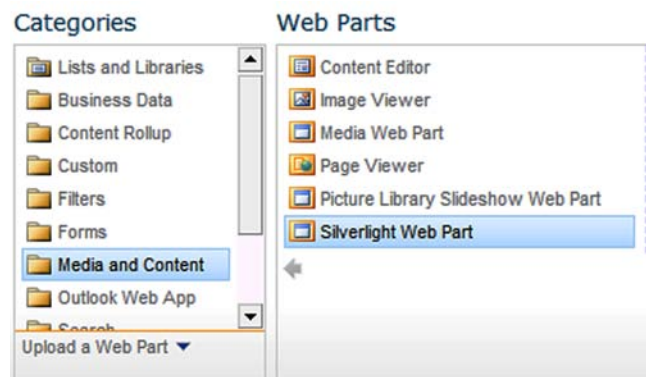 Categories
Lists and Libraries
Business Data
Content Rollup
Custom
Filters
Forms
Media and Content
Outlook Web App
Search
Upload a Web Part
Web Parts
Content Editor
Image Viewer
Media Web Part
Page Viewer
Picture Library Slideshow Web Part
Silverlight Web Part